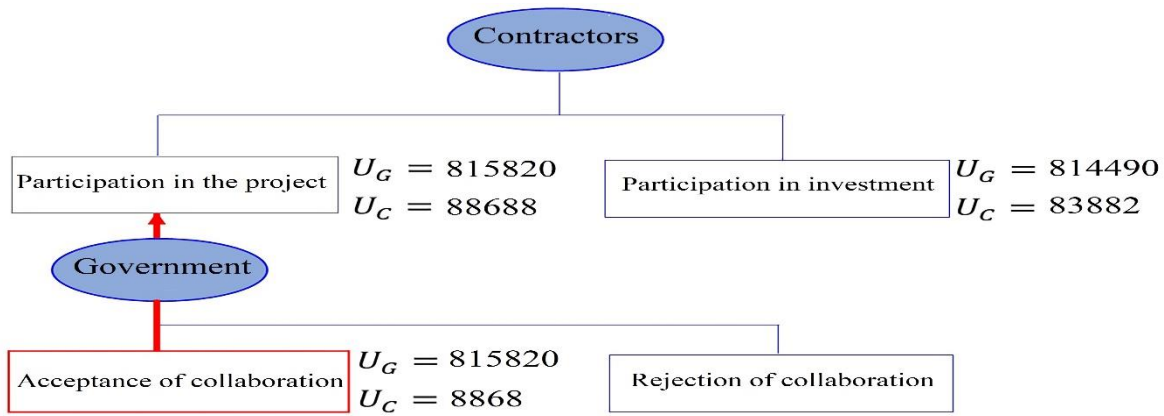 Contractors
Participation in the project
U_G = 815820
U_C = 88688
Participation in investment
U_G = 814490
U_C = 83882
Government
Acceptance of collaboration
U_G = 815820
U_C = 8868
Rejection of collaboration